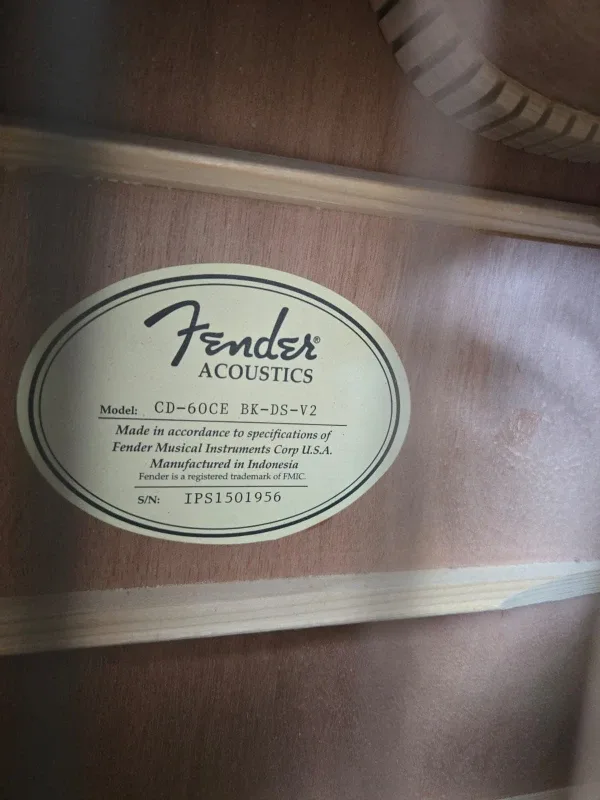 Fender®
ACOUSTICS
Model: CD-60CE BK-DS-V2
Made in accordance to specifications of
Fender Musical Instruments Corp U.S.A.
Manufactured in Indonesia
Fender is a registered trademark of FMIC.
S/N: IPS1501956